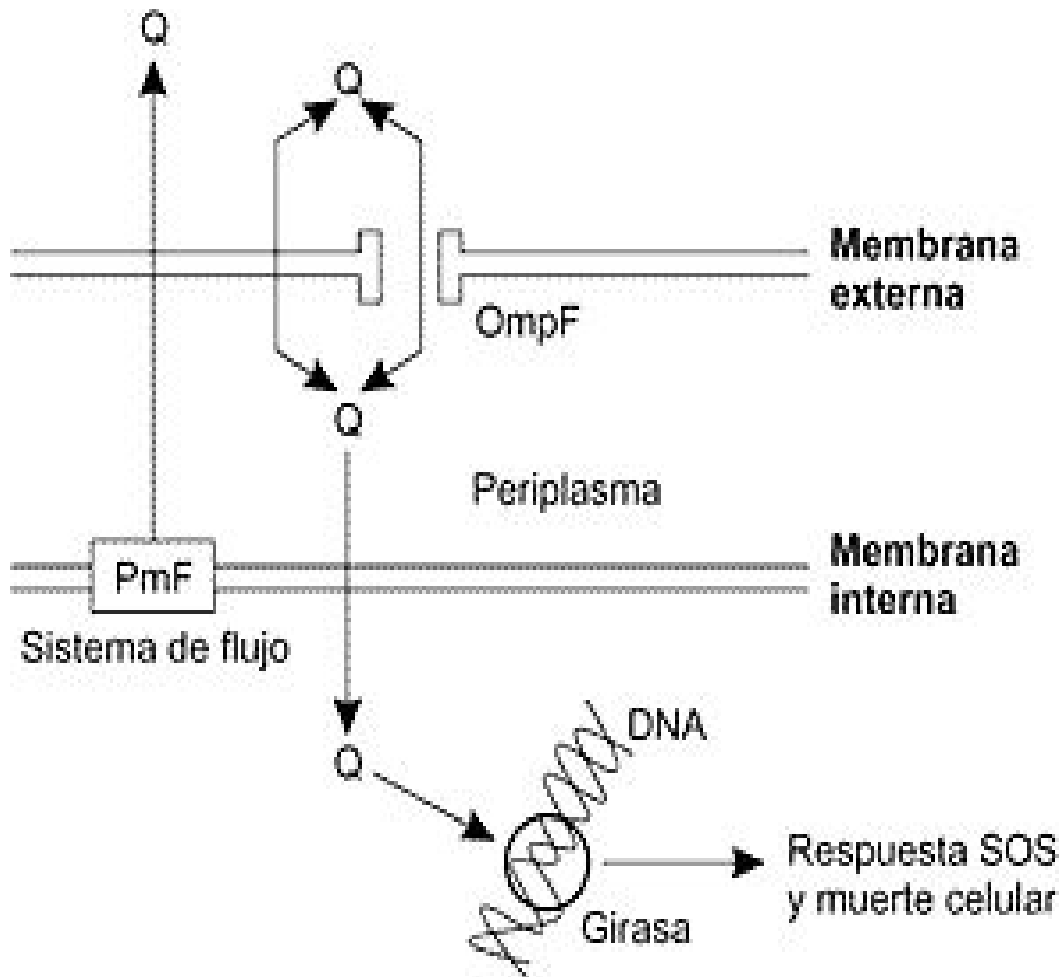 Q
Q
Membrana
externa
OmpF
Q
Periplasma
Membrana
interna
PmF
Sistema de flujo
DNA
Q
Respuesta SOS
y muerte celular
Girasa